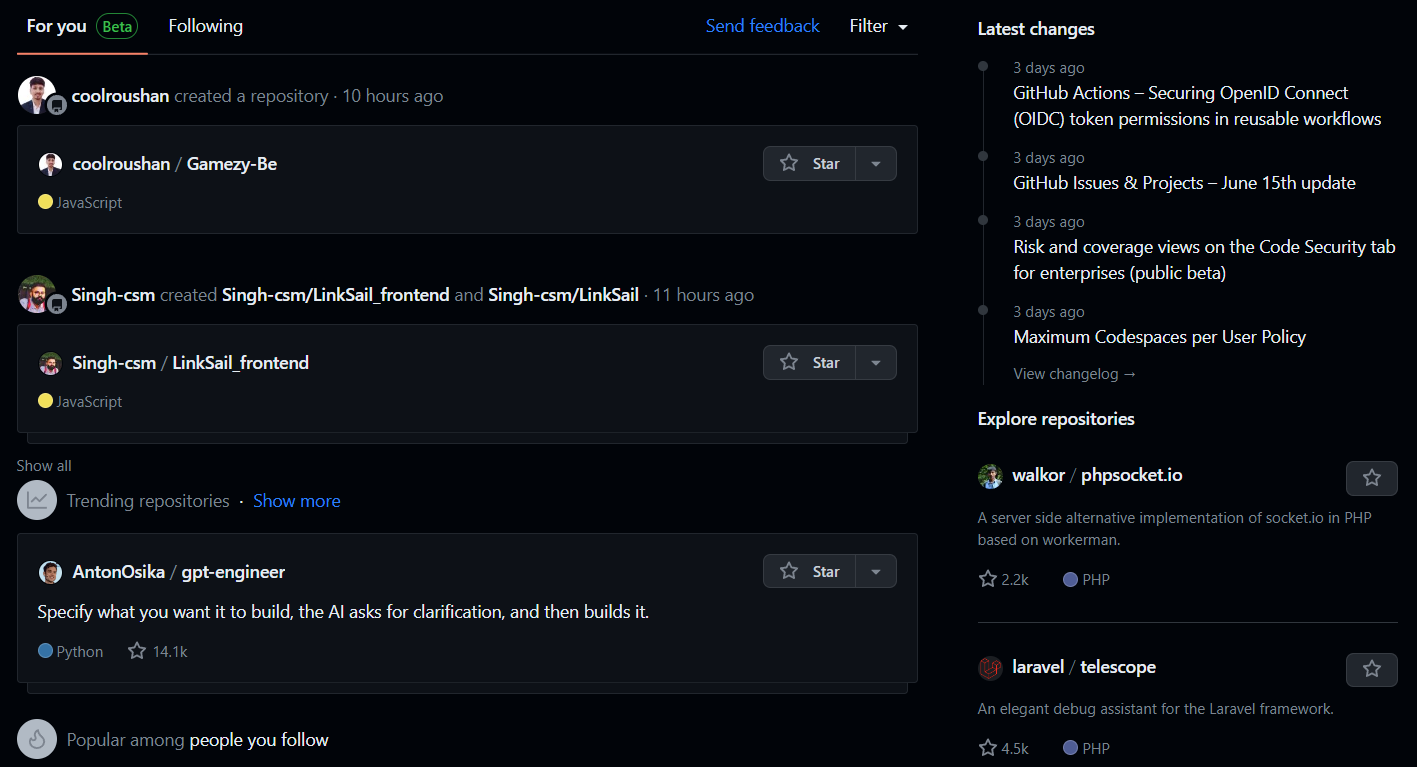 For you Beta Following Send feedback Filter
coolroushan created a repository · 10 hours ago
coolroushan / Gamezy-Be Star
JavaScript
Singh-csm created Singh-csm/LinkSail_frontend and Singh-csm/LinkSail · 11 hours ago
Singh-csm / LinkSail_frontend Star
JavaScript
Show all
Trending repositories · Show more
AntonOsika / gpt-engineer Star
Specify what you want it to build, the AI asks for clarification, and then builds it.
Python 14.1k
Popular among people you follow
Latest changes
3 days ago
GitHub Actions – Securing OpenID Connect
(OIDC) token permissions in reusable workflows
3 days ago
GitHub Issues & Projects – June 15th update
3 days ago
Risk and coverage views on the Code Security tab
for enterprises (public beta)
3 days ago
Maximum Codespaces per User Policy
View changelog →
Explore repositories
walkor / phpsocket.io
A server side alternative implementation of socket.io in PHP
based on workerman.
2.2k PHP
laravel / telescope
An elegant debug assistant for the Laravel framework.
4.5k PHP